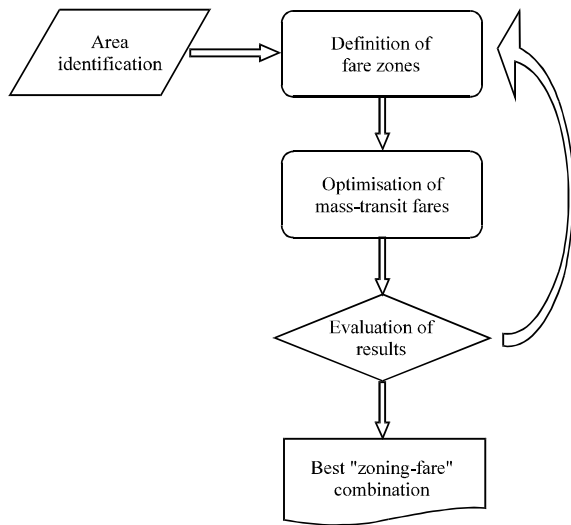 Area
identification
Definition of
fare zones
Optimisation of
mass-transit fares
Evaluation of
results
Best "zoning-fare"
combination